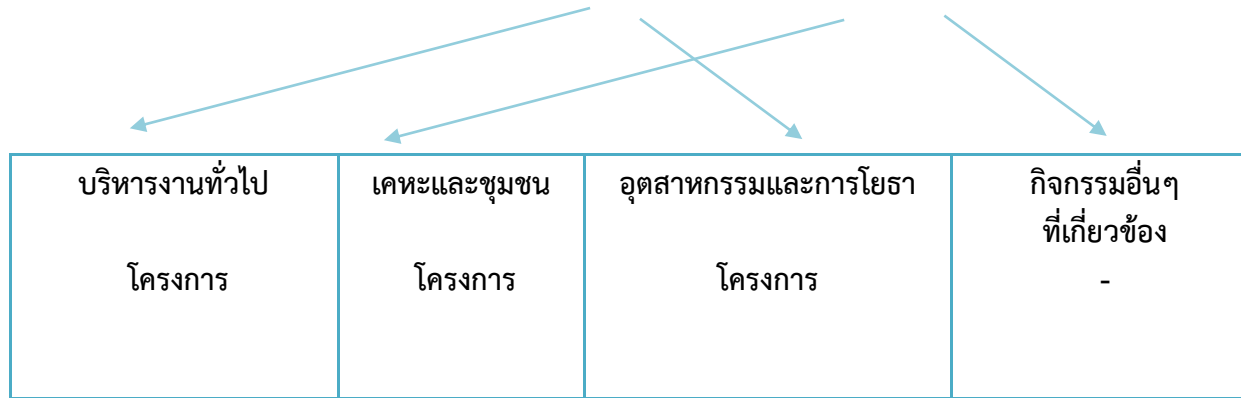 บริหารงานทั่วไป
โครงการ
เคหะและชุมชน
โครงการ
อุตสาหกรรมและการโยธา
โครงการ
กิจกรรมอื่นๆ
ที่เกี่ยวข้อง
-